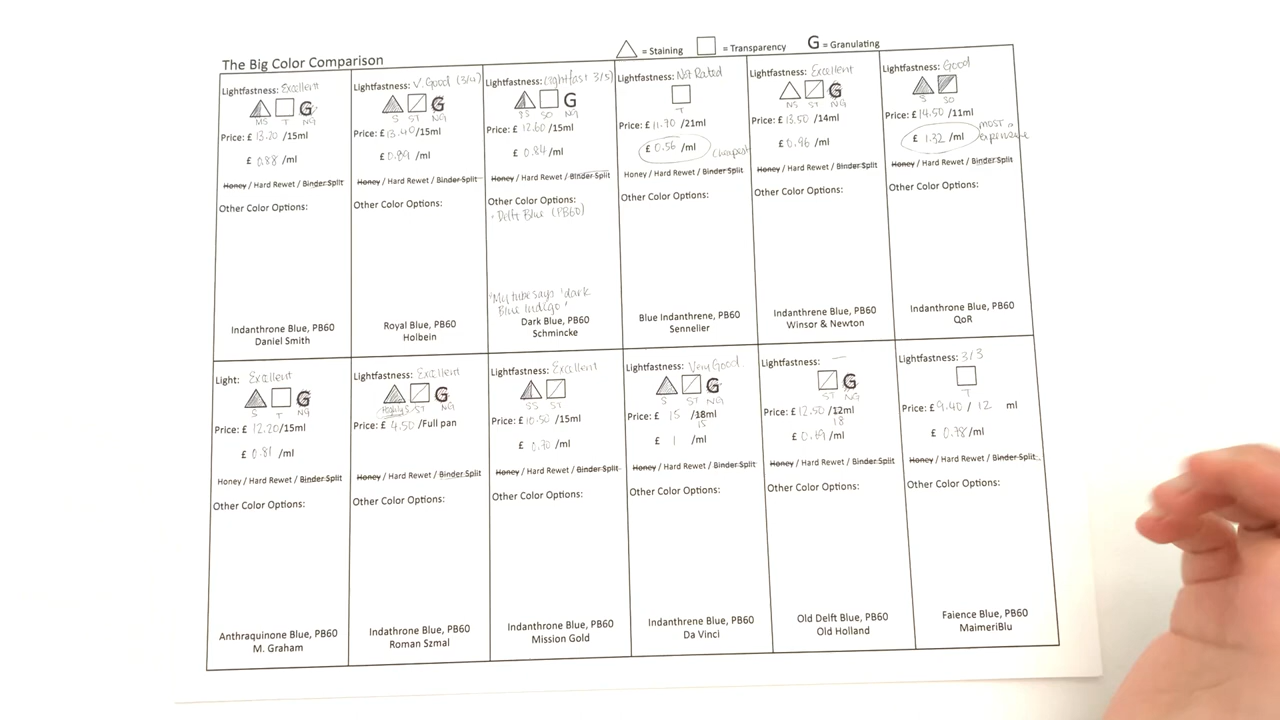 The Big Color Comparison
= Staining = Transparency G = Granulating
Lightfastness: Excellent
G
MS T NG
Price: £ 13.20 /15ml
£ 0.88 /ml
Honey / Hard Rewet / Binder Split
Other Color Options:
Indanthrone Blue, PB60
Daniel Smith
Lightfastness: V. Good (3/4)
G
S ST NG
Price: £ 13.40/15ml
£ 0.89 /ml
Honey / Hard Rewet / Binder Split
Other Color Options:
Royal Blue, PB60
Holbein
Lightfastness: Lightfast 3/5)
G
SS SO NG
Price: £ 12.60 /15ml
£ 0.84 /ml
Honey / Hard Rewet / Binder Split
Other Color Options:
• Delft Blue (PB60)
"My tube says 'dark
Blue Indigo'
Dark Blue, PB60
Schmincke
Lightfastness: Not Rated
T
Price: £ 11.70 /21ml
£ 0.56 /ml
Cheapest
Honey / Hard Rewet / Binder Split
Other Color Options:
Blue Indanthrene, PB60
Sennelier
Lightfastness: Excellent
G
NS ST NG
Price: £ 13.50 /14ml
£ 0.96 /ml
Honey / Hard Rewet / Binder Split
Other Color Options:
Indanthrene Blue, PB60
Winsor & Newton
Lightfastness: Good
S SO
Price: £ 14.50 /11ml
£ 1.32 /ml
most
expensive
Honey / Hard Rewet / Binder Split
Other Color Options:
Indanthrone Blue, PB60
QoR
Light: Excellent
G
S T NG
Price: £ 12.20/15ml
£ 0.81 /ml
Honey / Hard Rewet / Binder Split
Other Color Options:
Anthraquinone Blue, PB60
M. Graham
Lightfastness: Excellent
G
S ST NG
Price: £ 4.50 /Full pan
Honey / Hard Rewet / Binder Split
Other Color Options:
Indathrone Blue, PB60
Roman Szmal
Lightfastness: Excellent
SS ST
Price: £ 10.50 /15ml
£ 0.70 /ml
Honey / Hard Rewet / Binder Split
Other Color Options:
Indanthrone Blue, PB60
Mission Gold
Lightfastness: Very Good
G
S ST NG
Price: £ 15 /18ml
15
£ 1 /ml
Honey / Hard Rewet / Binder Split
Other Color Options:
Indanthrene Blue, PB60
Da Vinci
Lightfastness: —
G
ST NG
Price: £ 12.50 /12ml
18
£ 0.69 /ml
Honey / Hard Rewet / Binder Split
Other Color Options:
Old Delft Blue, PB60
Old Holland
Lightfastness: 3/3
T
Price: £ 9.40 / 12 ml
£ 0.78/ml
Honey / Hard Rewet / Binder Split
Other Color Options:
Faience Blue, PB60
MaimeriBlu